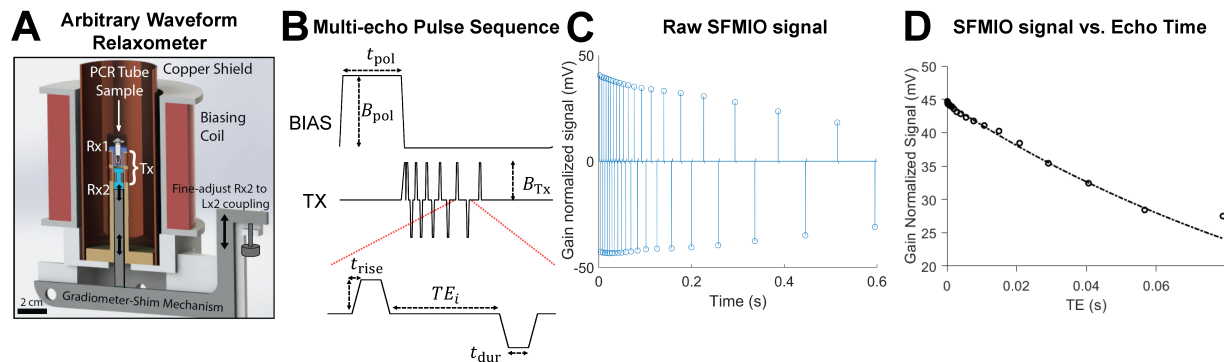 A
Arbitrary Waveform
Relaxometer
PCR Tube
Sample
Copper Shield
Biasing
Coil
Rx1
Tx
Rx2
Fine-adjust Rx2 to
Lx2 coupling
Gradiometer-Shim Mechanism
2 cm
B
Multi-echo Pulse Sequence
t_pol
B_pol
BIAS
B_Tx
TX
t_rise
TE_i
t_dur
C
Raw SFMIO signal
Gain normalized signal (mV)
50
0
-50
0
0.2
0.4
0.6
Time (s)
D
SFMIO signal vs. Echo Time
Gain Normalized Signal (mV)
50
45
40
35
30
25
20
0
0.02
0.04
0.06
TE (s)